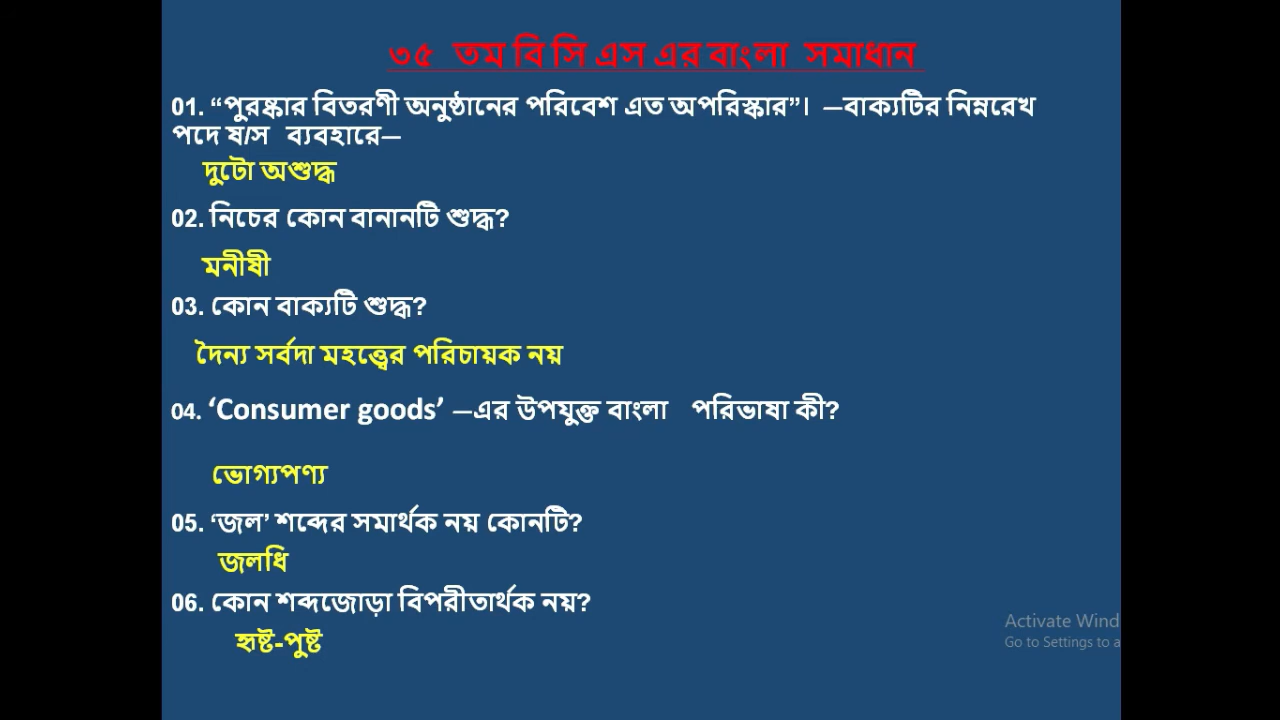 ৩৫ তম বি সি এস এর বাংলা সমাধান
01. “পুরষ্কার বিতরণী অনুষ্ঠানের পরিবেশ এত অপরিস্কার”। —বাক্যটির নিম্নরেখ
পদে ষ/স ব্যবহারে—
দুটো অশুদ্ধ
02. নিচের কোন বানানটি শুদ্ধ?
মনীষী
03. কোন বাক্যটি শুদ্ধ?
দৈন্য সর্বদা মহত্ত্বের পরিচায়ক নয়
04. ‘Consumer goods’ —এর উপযুক্ত বাংলা পরিভাষা কী?
ভোগ্যপণ্য
05. ‘জল’ শব্দের সমার্থক নয় কোনটি?
জলধি
06. কোন শব্দজোড়া বিপরীতার্থক নয়?
হৃষ্ট-পুষ্ট
Activate Wind
Go to Settings to a